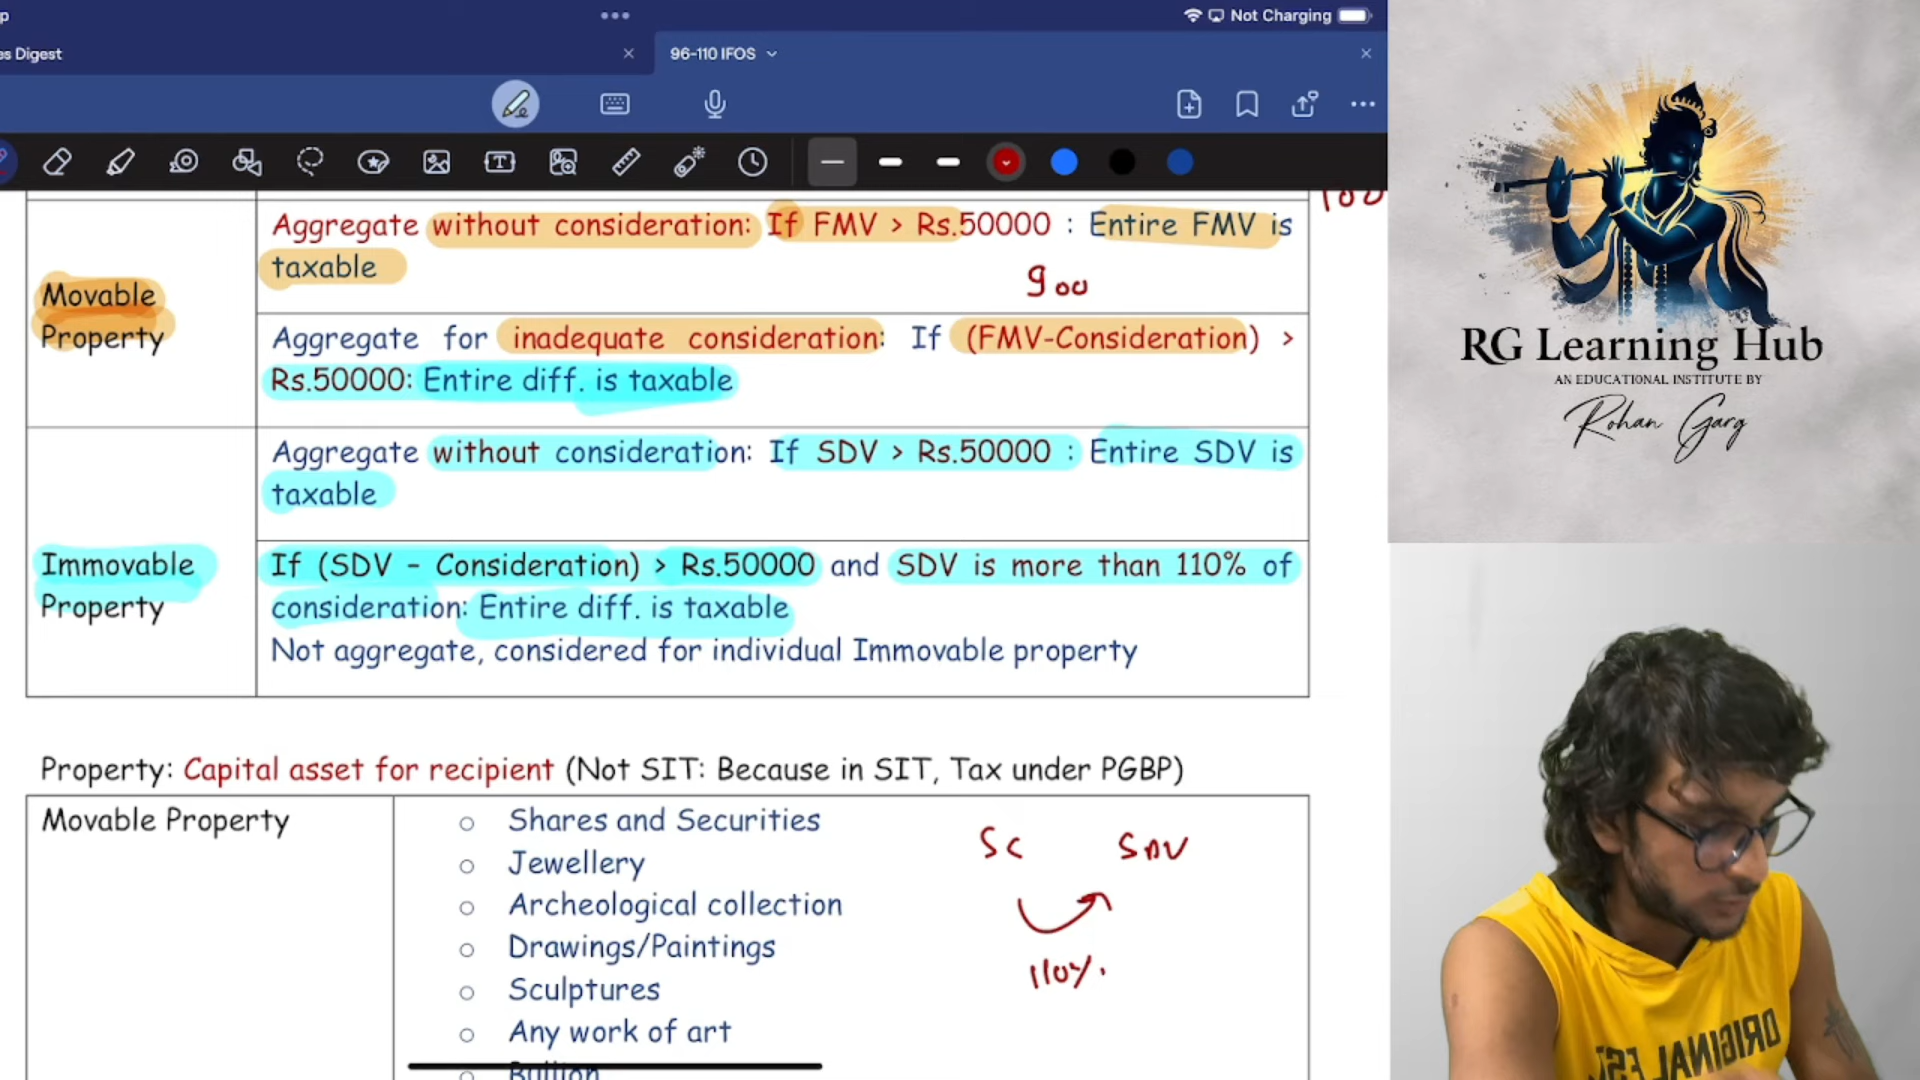 p
Not Charging
es Digest
96-110 IFOS
100
Aggregate without consideration: If FMV > Rs.50000 : Entire FMV is
taxable
900
Movable
Property
Aggregate for inadequate consideration: If (FMV-Consideration) >
Rs.50000: Entire diff. is taxable
Aggregate without consideration: If SDV > Rs.50000 : Entire SDV is
taxable
Immovable
Property
If (SDV - Consideration) > Rs.50000 and SDV is more than 110% of
consideration: Entire diff. is taxable
Not aggregate, considered for individual Immovable property
Property: Capital asset for recipient (Not SIT: Because in SIT, Tax under PGBP)
Movable Property
○ Shares and Securities
○ Jewellery
○ Archeological collection
○ Drawings/Paintings
○ Sculptures
○ Any work of art
○ Bullion
SC SDV
110%.
RG Learning Hub
AN EDUCATIONAL INSTITUTE BY
Rohan Garg
ORIGINAL EST